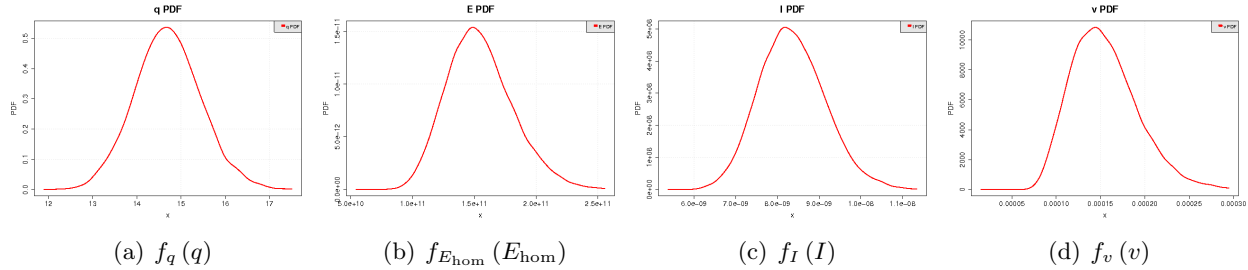 q PDF
q PDF
PDF
0.0 0.1 0.2 0.3 0.4 0.5
12 13 14 15 16 17
x
(a) f_q (q)
E PDF
E PDF
PDF
0.0e+00 5.0e-12 1.0e-11 1.5e-11
5.0e+10 1.0e+11 1.5e+11 2.0e+11 2.5e+11
x
(b) f_{E_hom} (E_hom)
I PDF
I PDF
PDF
0e+00 1e+08 2e+08 3e+08 4e+08 5e+08
6.0e-09 7.0e-09 8.0e-09 9.0e-09 1.0e-08 1.1e-08
x
(c) f_I (I)
v PDF
v PDF
PDF
0 2000 4000 6000 8000 10000
0.00005 0.00010 0.00015 0.00020 0.00025 0.00030
x
(d) f_v (v)